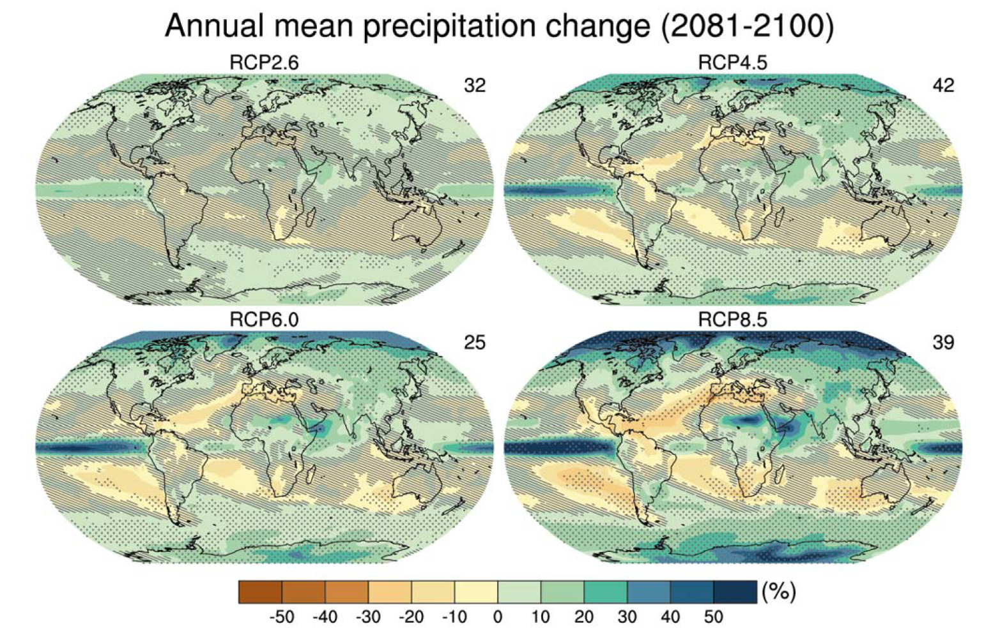 Annual mean precipitation change (2081-2100)
RCP2.6
32
RCP4.5
42
RCP6.0
25
RCP8.5
39
(%)
-50 -40 -30 -20 -10 0 10 20 30 40 50